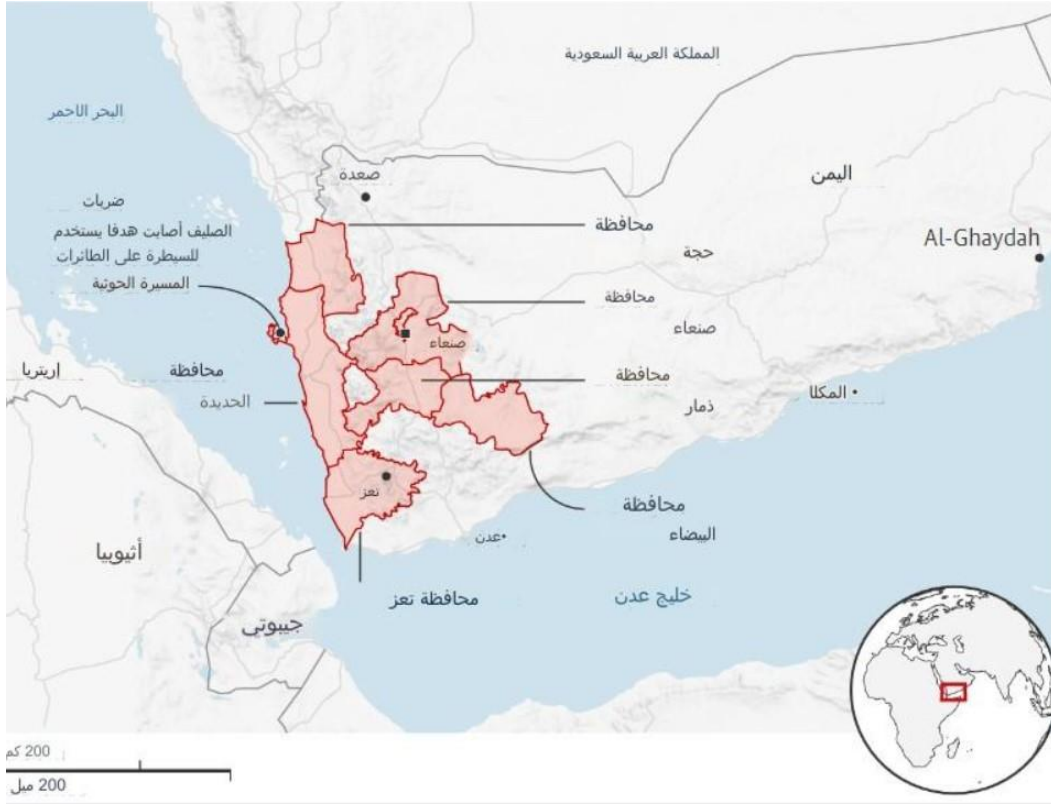 المملكة العربية السعودية
البحر الاحمر
صعدة
اليمن
ضربات
الصليف أصابت هدفا يستخدم
للسيطرة على الطائرات
المسيرة الحوثية
محافظة
حجة
Al-Ghaydah
محافظة
صنعاء
صنعاء
محافظة
ذمار
المكلا
إريتريا
محافظة
الحديدة
تعز
محافظة
البيضاء
عدن
أثيوبيا
محافظة تعز
خليج عدن
جيبوتي
200 كم
200 ميل